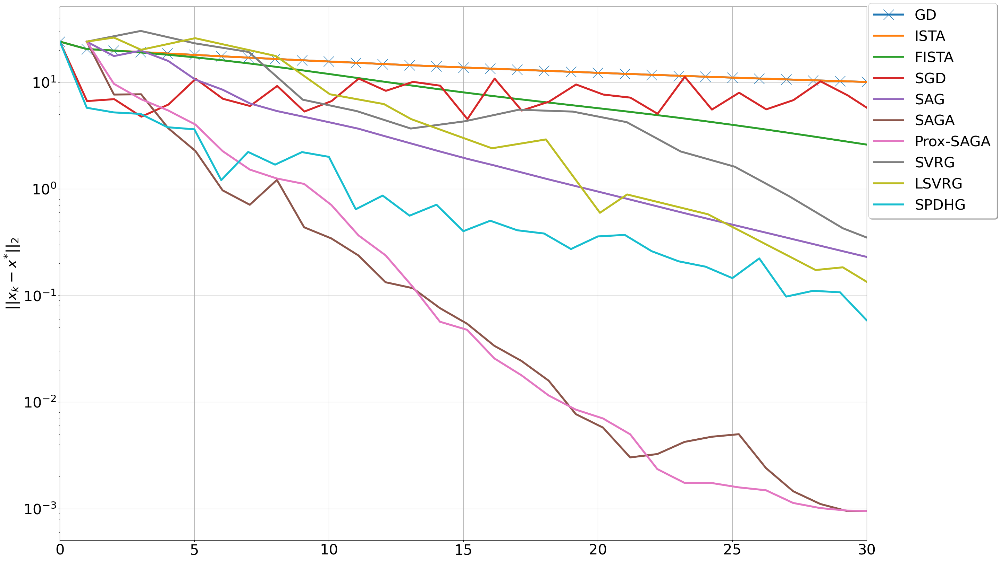 ||x_k − x^*||_2
10^1
10^0
10^−1
10^−2
10^−3
0 5 10 15 20 25 30
GD
ISTA
FISTA
SGD
SAG
SAGA
Prox-SAGA
SVRG
LSVRG
SPDHG